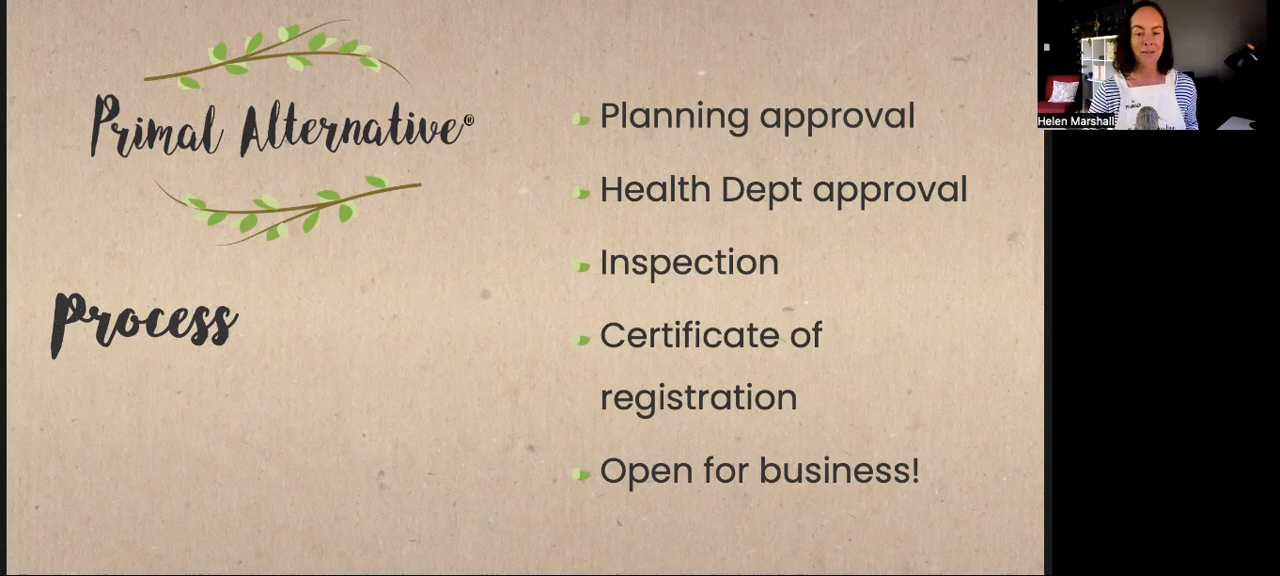 Primal Alternative®
Process
Planning approval
Health Dept approval
Inspection
Certificate of
registration
Open for business!
Helen Marshall